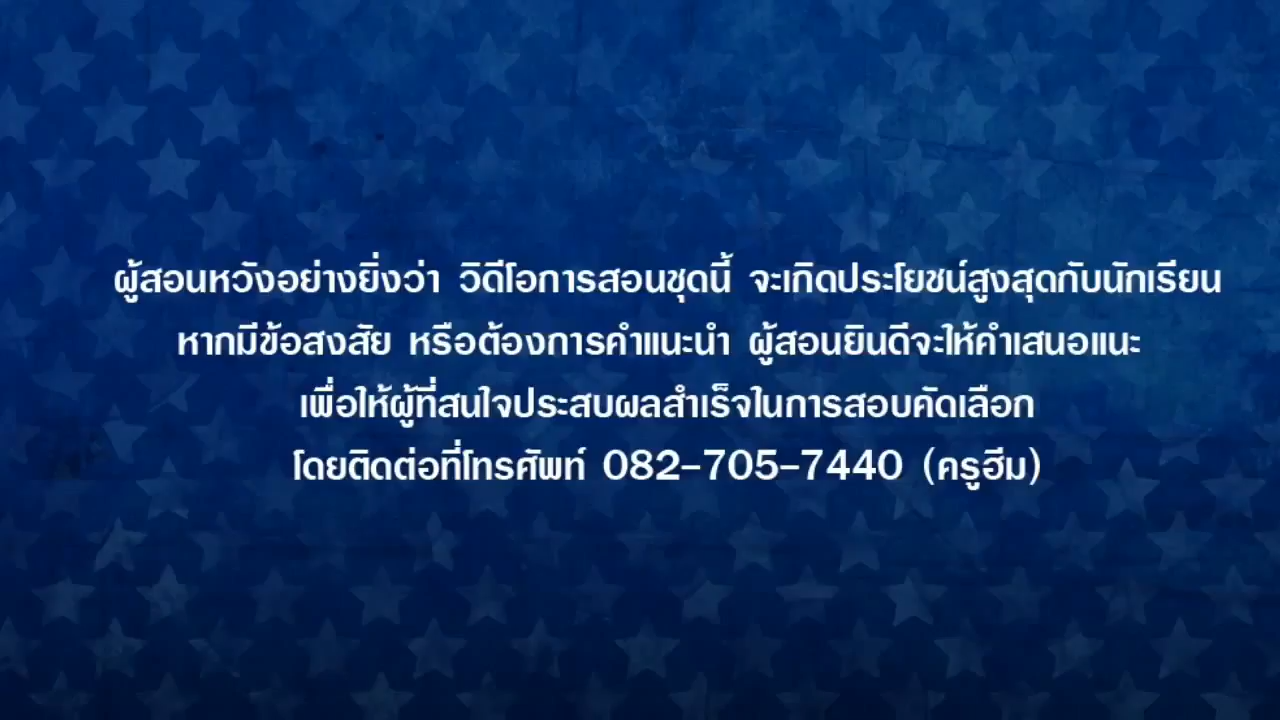 ผู้สอนหวังอย่างยิ่งว่า วิดีโอการสอนชุดนี้ จะเกิดประโยชน์สูงสุดกับนักเรียน
หากมีข้อสงสัย หรือต้องการคำแนะนำ ผู้สอนยินดีจะให้คำเสนอแนะ
เพื่อให้ผู้ที่สนใจประสบผลสำเร็จในการสอบคัดเลือก
โดยติดต่อที่โทรศัพท์ 082-705-7440 (ครูฮีม)